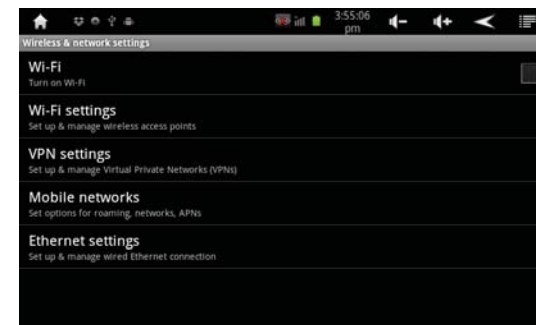 3:55:06
pm
Wireless & network settings
Wi-Fi
Turn on Wi-Fi
Wi-Fi settings
Set up & manage wireless access points
VPN settings
Set up & manage Virtual Private Networks (VPNs)
Mobile networks
Set options for roaming, networks, APNs
Ethernet settings
Set up & manage wired Ethernet connection